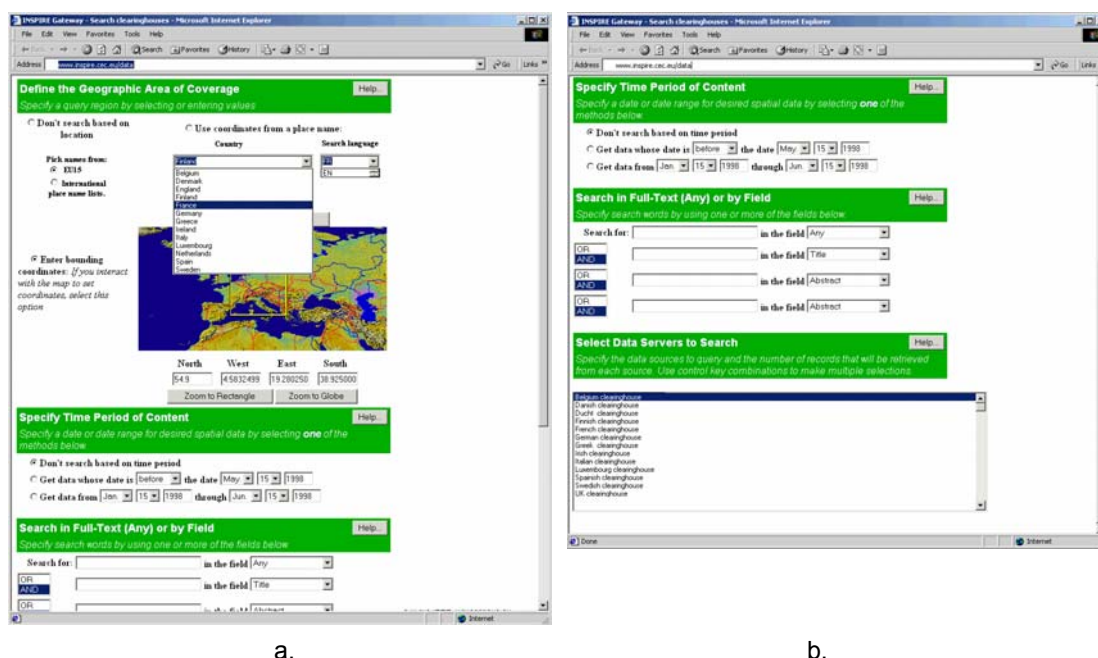 INSPIRE Gateway - Search clearinghouses - Microsoft Internet Explorer
File Edit View Favorites Tools Help
Back Search Favorites History
Address www.inspire.cec.eu/data Go Links
Define the Geographic Area of Coverage Help...
Specify a query region by selecting or entering values
Don't search based on
location
Use coordinates from a place name:
Country Search language
Pick names from:
EU15
International
place name lists.
Finland FR
EN
Belgium
Denmark
England
Finland
France
Germany
Greece
Ireland
Italy
Luxembourg
Netherlands
Spain
Sweden
Enter bounding
coordinates: If you interact
with the map to set
coordinates, select this
option
North West East South
54.9 4.5832499 19.280250 38.925000
Zoom to Rectangle Zoom to Globe
Specify Time Period of Content Help...
Specify a date or date range for desired spatial data by selecting one of the
methods below
Don't search based on time period
Get data whose date is before the date May 15 1998
Get data from Jan. 15 1998 through Jun. 15 1998
Search in Full-Text (Any) or by Field Help...
Specify search words by using one or more of the fields below
Search for: in the field Any
OR
AND in the field Title
OR in the field Abstract
Internet
a.
INSPIRE Gateway - Search clearinghouses - Microsoft Internet Explorer
File Edit View Favorites Tools Help
Back Search Favorites History
Address www.inspire.cec.eu/data Go Links
Specify Time Period of Content Help...
Specify a date or date range for desired spatial data by selecting one of the
methods below
Don't search based on time period
Get data whose date is before the date May 15 1998
Get data from Jan. 15 1998 through Jun. 15 1998
Search in Full-Text (Any) or by Field Help...
Specify search words by using one or more of the fields below
Search for: in the field Any
OR
AND in the field Title
OR
AND in the field Abstract
OR
AND in the field Abstract
Select Data Servers to Search Help...
Specify the data sources to query and the number of records that will be retrieved
from each source. Use control key combinations to make multiple selections.
Belgium clearinghouse
Danish clearinghouse
Ducht clearinghouse
Finnish clearinghouse
French clearinghouse
German clearinghouse
Greek clearinghouse
Irish clearinghouse
Italian clearinghouse
Luxembourg clearinghouse
Spanish clearinghouse
Swedish clearinghouse
UK clearinghouse
Done Internet
b.